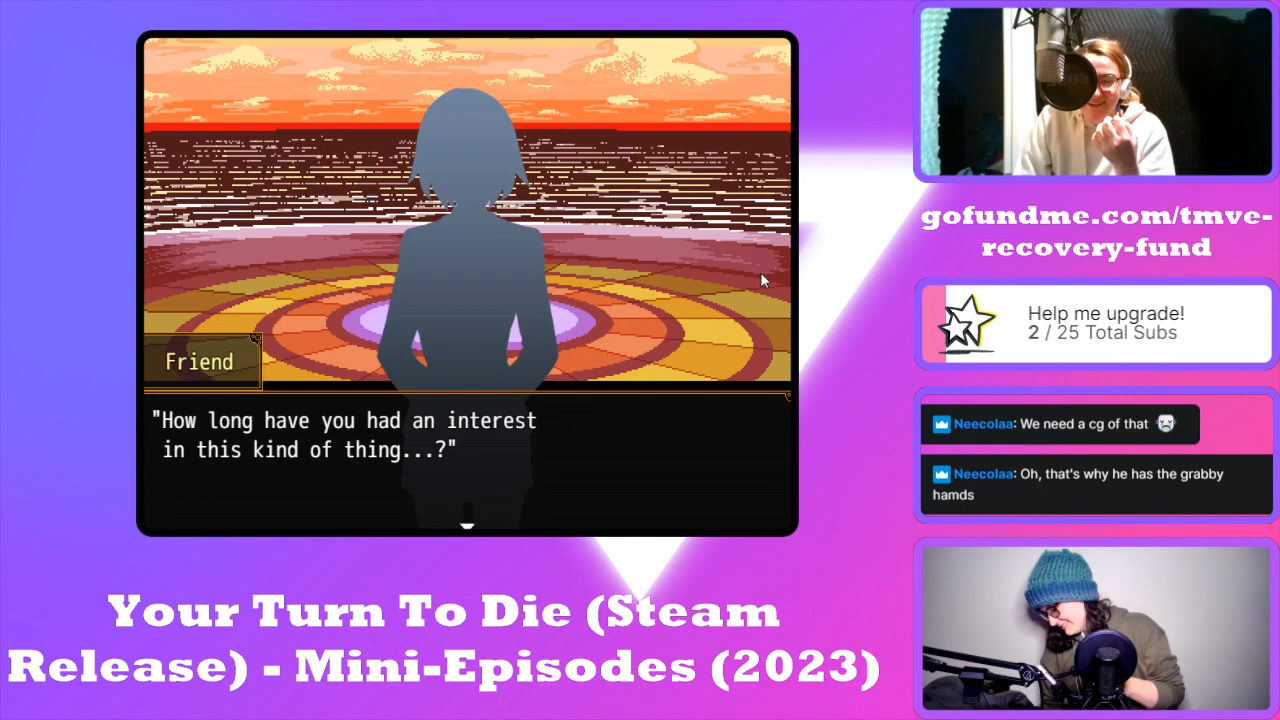 Friend
"How long have you had an interest
in this kind of thing...?"
Your Turn To Die (Steam
Release) - Mini-Episodes (2023)
gofundme.com/tmve-
recovery-fund
Help me upgrade!
2 / 25 Total Subs
Neecolaa: We need a cg of that
Neecolaa: Oh, that's why he has the grabby
hamds